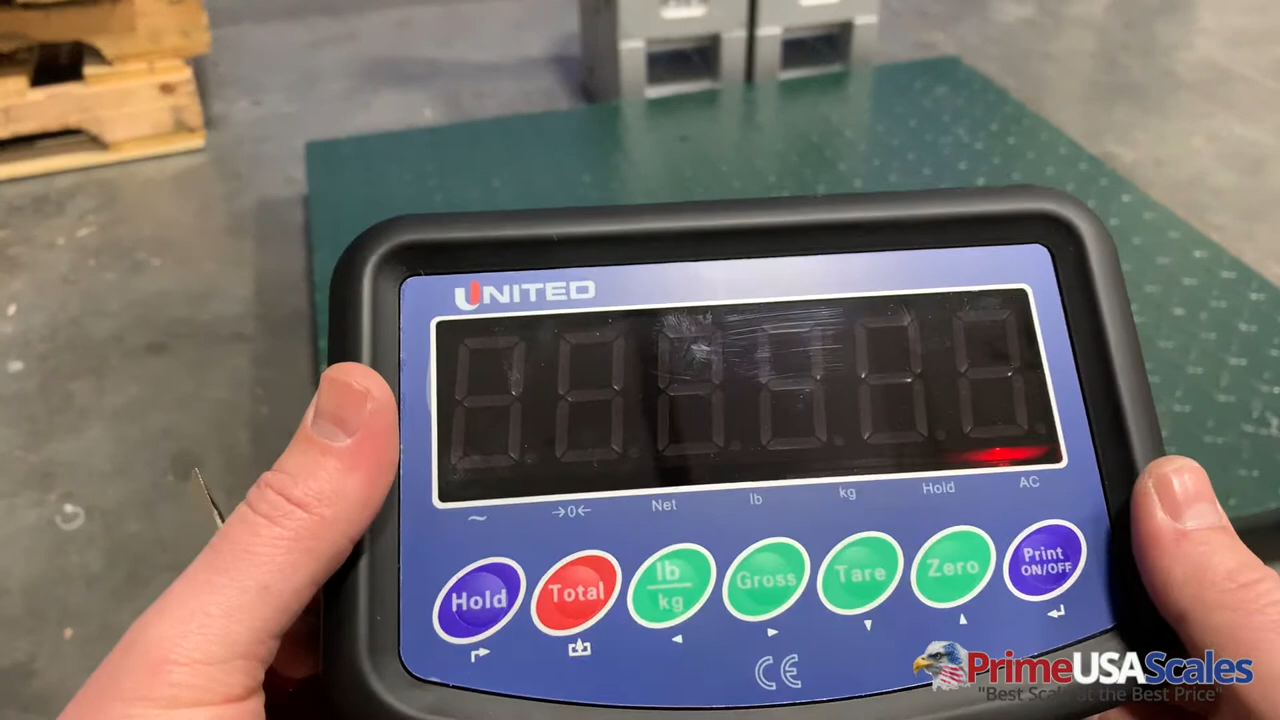 UNITED
~ →0← Net lb kg Hold AC
Hold Total lb kg Gross Tare Zero Print ON/OFF
CE
PrimeUSAScales
"Best Scale at the Best Price"